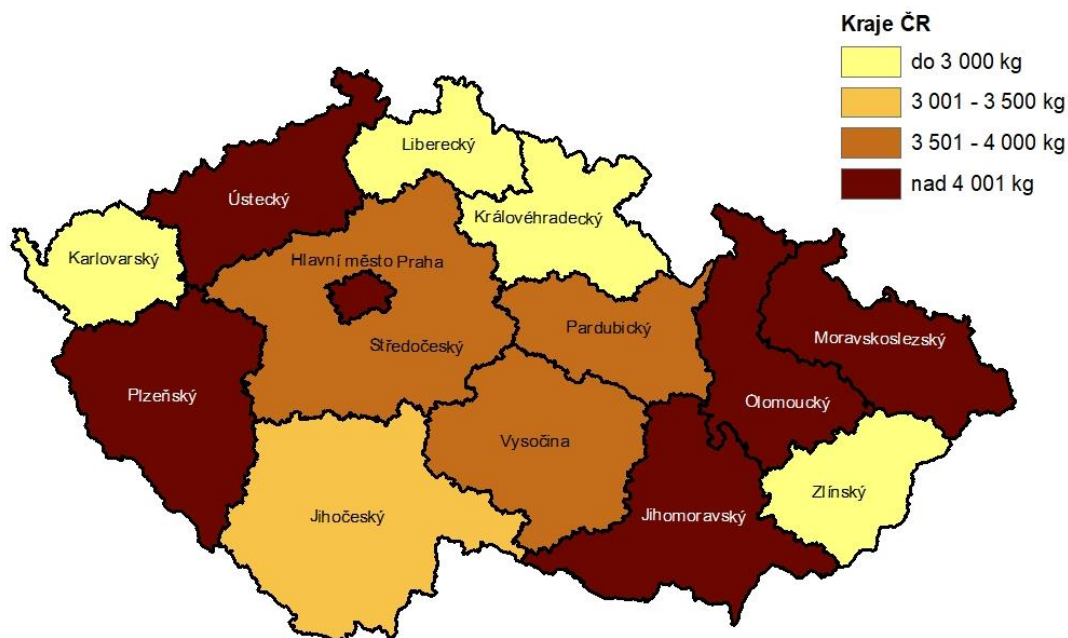 Kraje ČR
do 3 000 kg
3 001 - 3 500 kg
3 501 - 4 000 kg
nad 4 001 kg
Liberecký
Ústecký
Královéhradecký
Karlovarský
Hlavní město Praha
Pardubický
Středočeský
Moravskoslezský
Plzeňský
Olomoucký
Vysočina
Zlínský
Jihočeský
Jihomoravský